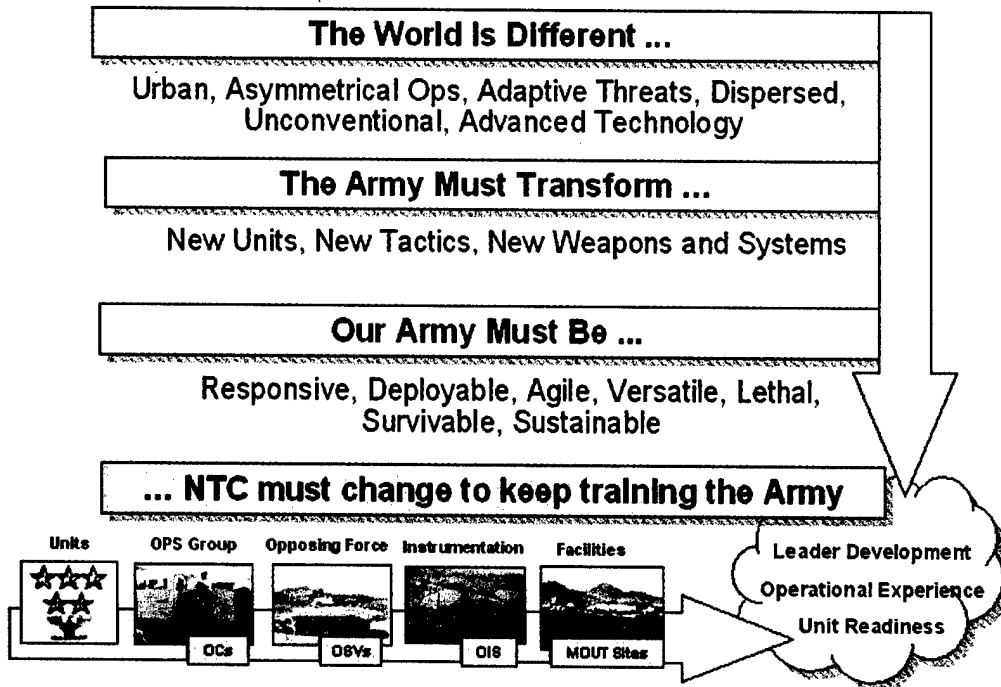 The World Is Different ...
Urban, Asymmetrical Ops, Adaptive Threats, Dispersed,
Unconventional, Advanced Technology
The Army Must Transform ...
New Units, New Tactics, New Weapons and Systems
Our Army Must Be ...
Responsive, Deployable, Agile, Versatile, Lethal,
Survivable, Sustainable
... NTC must change to keep training the Army
Units
OPS Group
Opposing Force
Instrumentation
Facilities
OCs
OSVs
OIS
MOUT Sites
Leader Development
Operational Experience
Unit Readiness